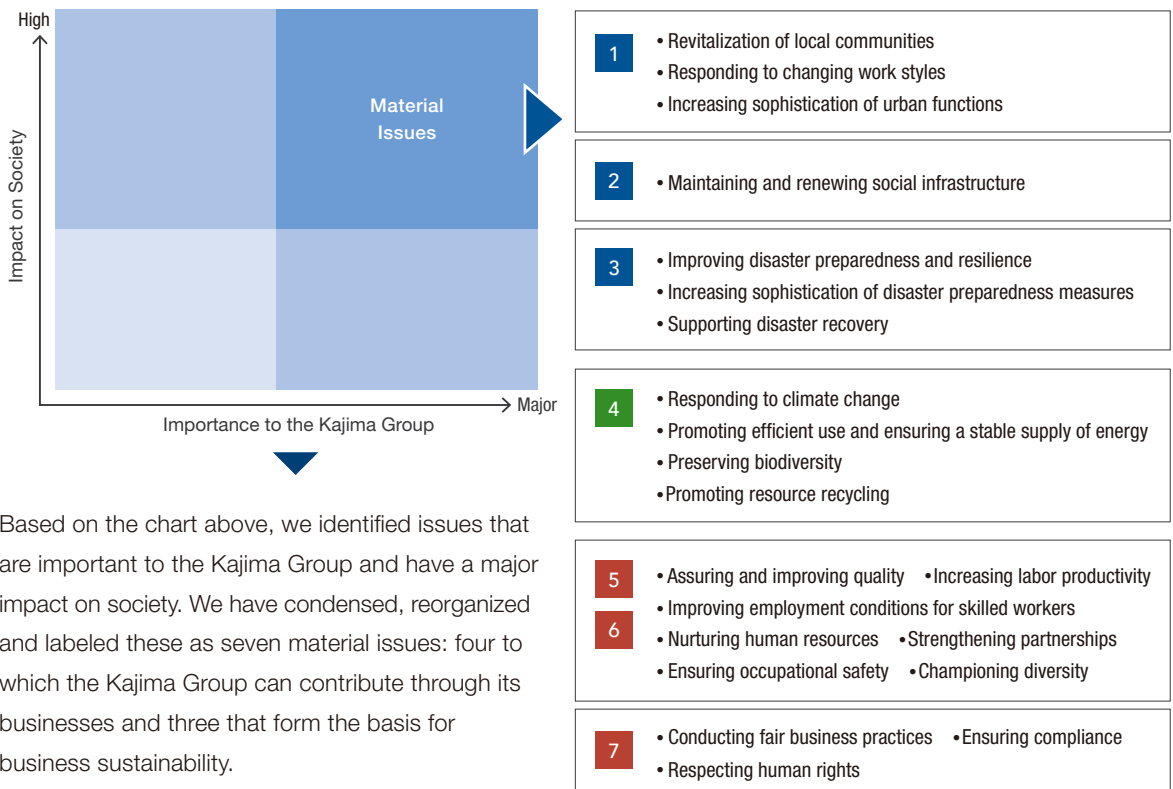 High
Impact on Society
Material
Issues
Major
Importance to the Kajima Group
Based on the chart above, we identified issues that
are important to the Kajima Group and have a major
impact on society. We have condensed, reorganized
and labeled these as seven material issues: four to
which the Kajima Group can contribute through its
businesses and three that form the basis for
business sustainability.
1
• Revitalization of local communities
• Responding to changing work styles
• Increasing sophistication of urban functions
2
• Maintaining and renewing social infrastructure
3
• Improving disaster preparedness and resilience
• Increasing sophistication of disaster preparedness measures
• Supporting disaster recovery
4
• Responding to climate change
• Promoting efficient use and ensuring a stable supply of energy
• Preserving biodiversity
• Promoting resource recycling
5
6
• Assuring and improving quality • Increasing labor productivity
• Improving employment conditions for skilled workers
• Nurturing human resources • Strengthening partnerships
• Ensuring occupational safety • Championing diversity
7
• Conducting fair business practices • Ensuring compliance
• Respecting human rights